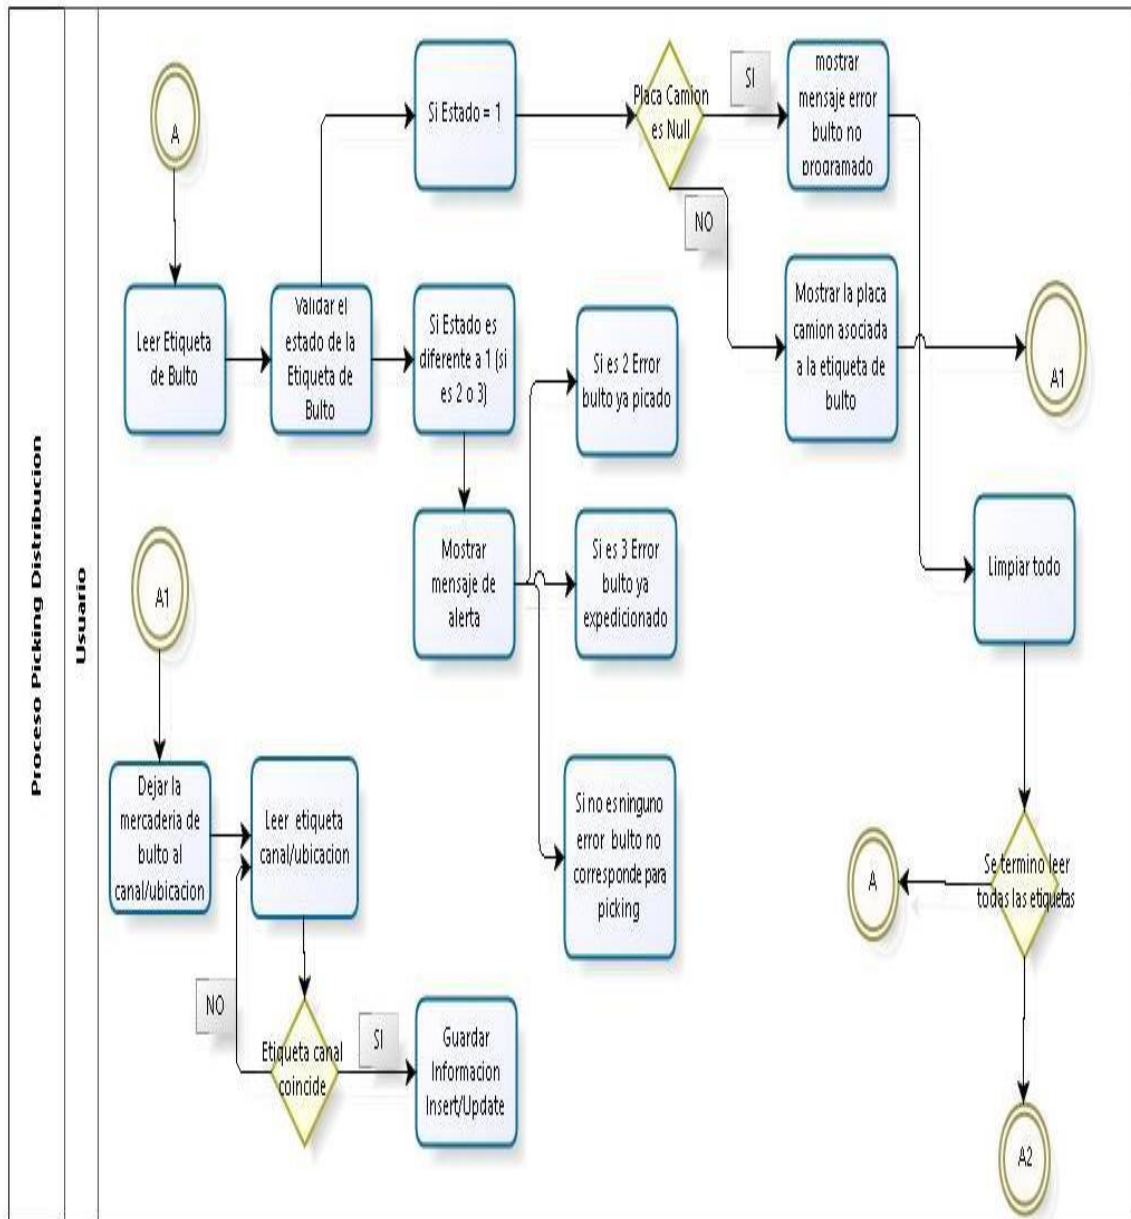 Proceso Picking Distribucion
Usuario
A
Si Estado = 1
Placa Camion
es Null
SI
mostrar
mensaje error
bulto no
programado
NO
Leer Etiqueta
de Bulto
Validar el
estado de la
Etiqueta de
Bulto
Si Estado es
diferente a 1 (si
es 2 o 3)
Si es 2 Error
bulto ya picado
Mostrar la placa
camion asociada
a la etiqueta de
bulto
A1
A1
Mostrar
mensaje de
alerta
Si es 3 Error
bulto ya
expedicionado
Limpiar todo
Dejar la
mercaderia de
bulto al
canal/ubicacion
Leer etiqueta
canal/ubicacion
Si no es ninguno
error bulto no
corresponde para
picking
A
Se termino leer
todas las etiquetas
NO
Etiqueta canal
coincide
SI
Guardar
Informacion
Insert/Update
A2